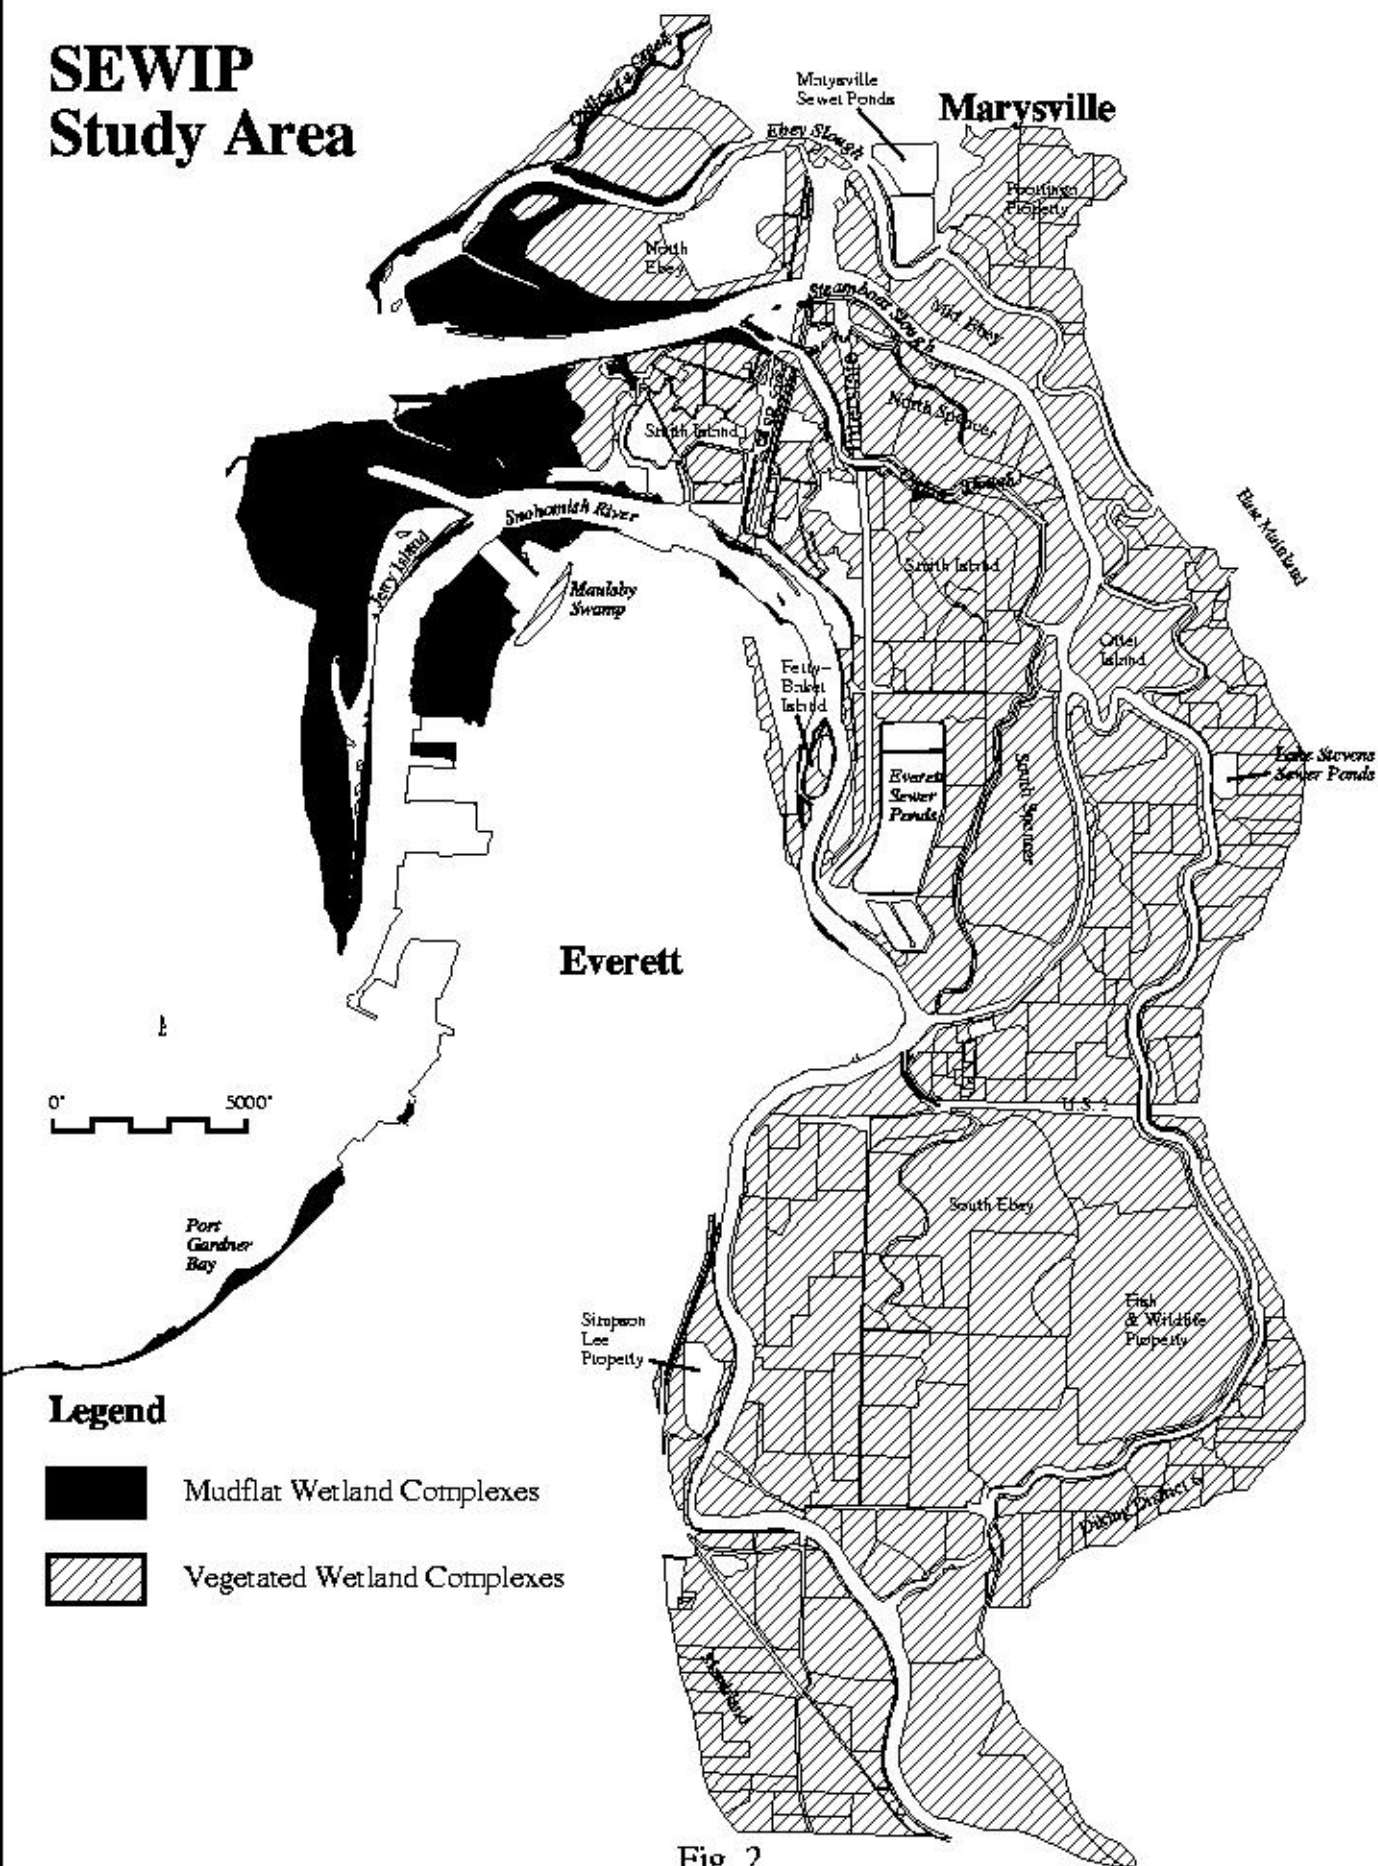 SEWIP
Study Area
Marysville
Sewer Ponds
Marysville
Ebey Slough
Poortinga
Property
North
Ebey
Steamboat Slough
Mid Ebey
North Spencer
Smith Island
Snohomish River
Jetty Island
Maulsby
Swamp
Smith Island
East Mainland
Otter
Island
Ferry-
Baker
Island
Everett
Sewer
Ponds
South Spencer
Lake Stevens
Sewer Ponds
Everett
0'
5000'
U.S. 2
South Ebey
Port
Gardner
Bay
Simpson
Lee
Property
Fish
& Wildlife
Property
Diking District 6
Legend
Mudflat Wetland Complexes
Vegetated Wetland Complexes
Fig. 2